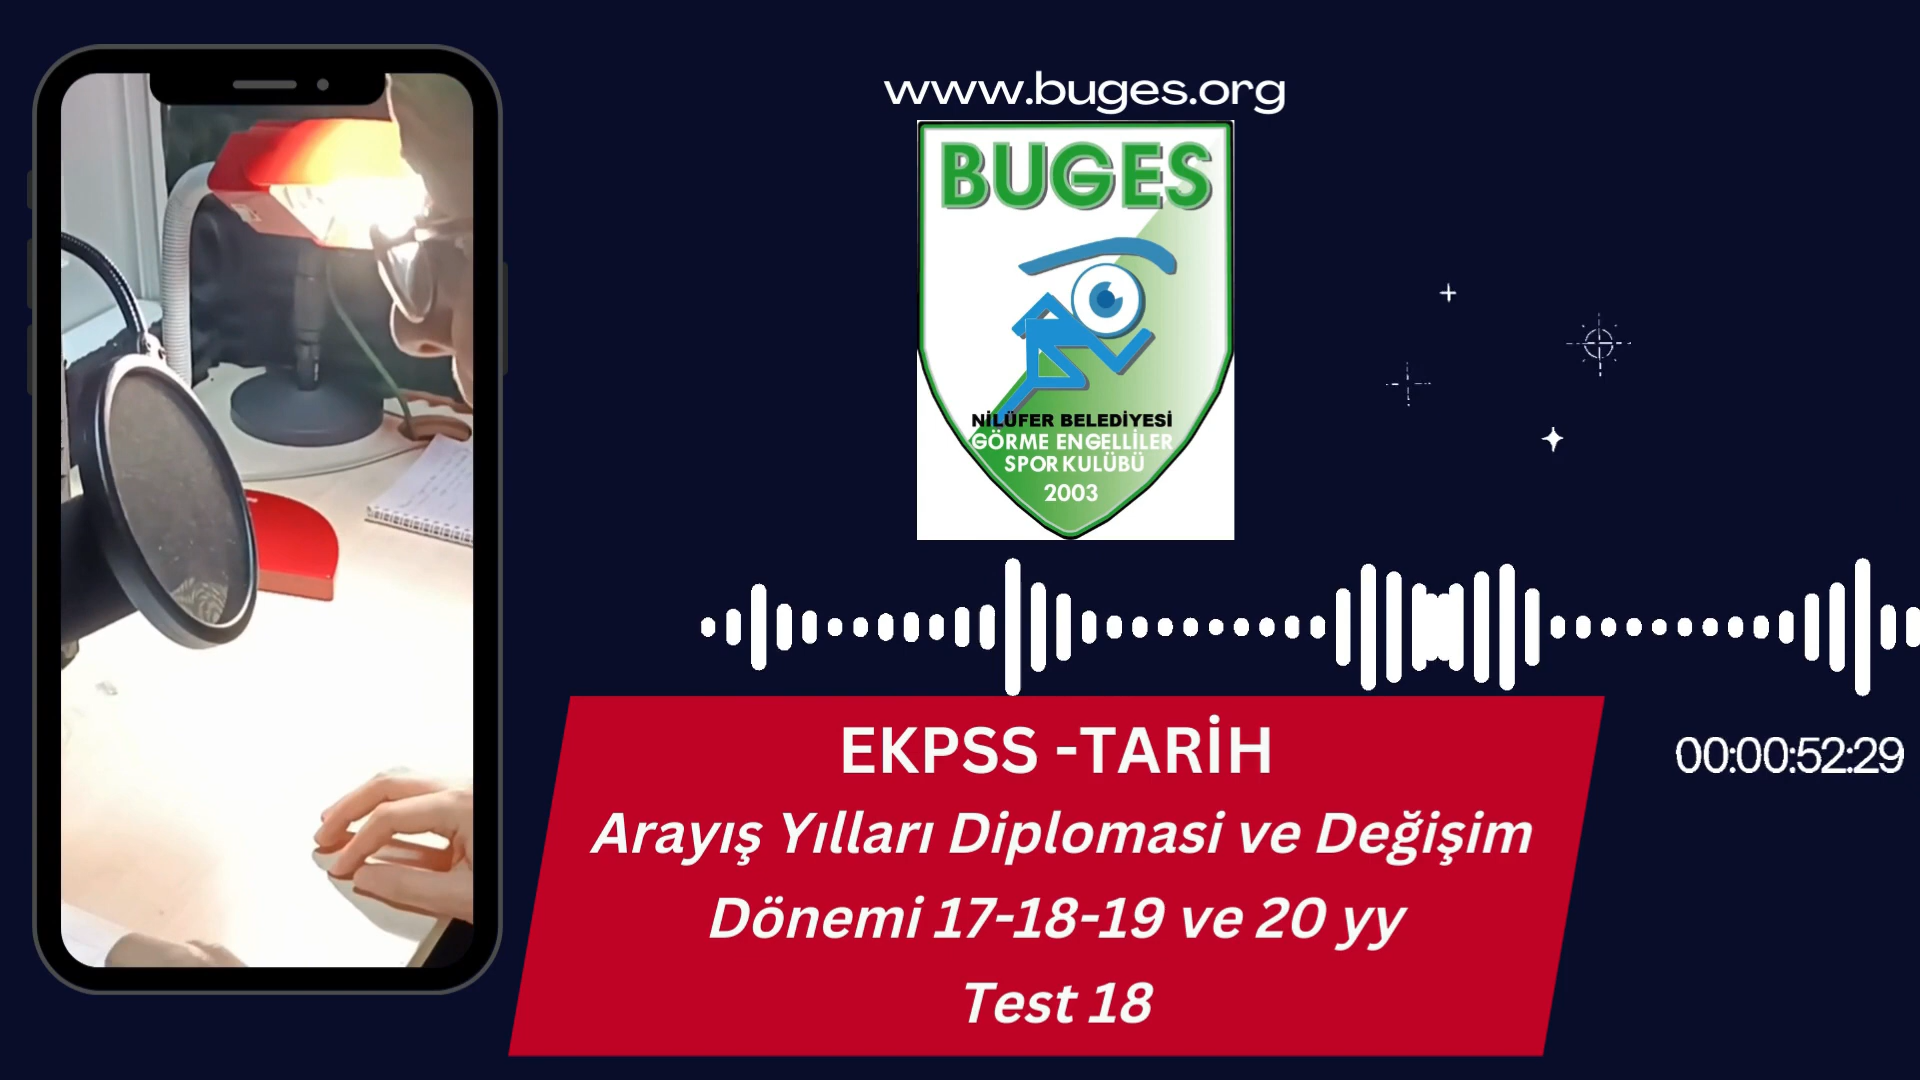 www.buges.org
BUGES
NİLÜFER BELEDİYESİ
GÖRME ENGELLİLER
SPOR KULÜBÜ
2003
EKPSS -TARİH
Arayış Yılları Diplomasi ve Değişim
Dönemi 17-18-19 ve 20 yy
Test 18
00:00:52:29